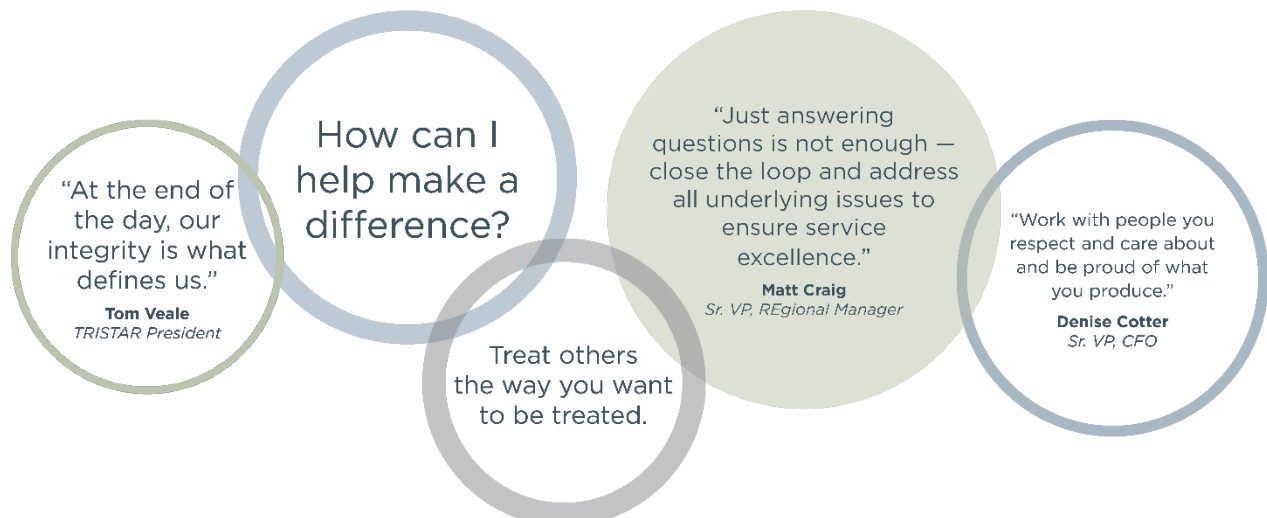 “At the end of
the day, our
integrity is what
defines us.”
Tom Veale
TRISTAR President
How can I
help make a
difference?
Treat others
the way you want
to be treated.
“Just answering
questions is not enough —
close the loop and address
all underlying issues to
ensure service
excellence.”
Matt Craig
Sr. VP, REgional Manager
“Work with people you
respect and care about
and be proud of what
you produce.”
Denise Cotter
Sr. VP, CFO